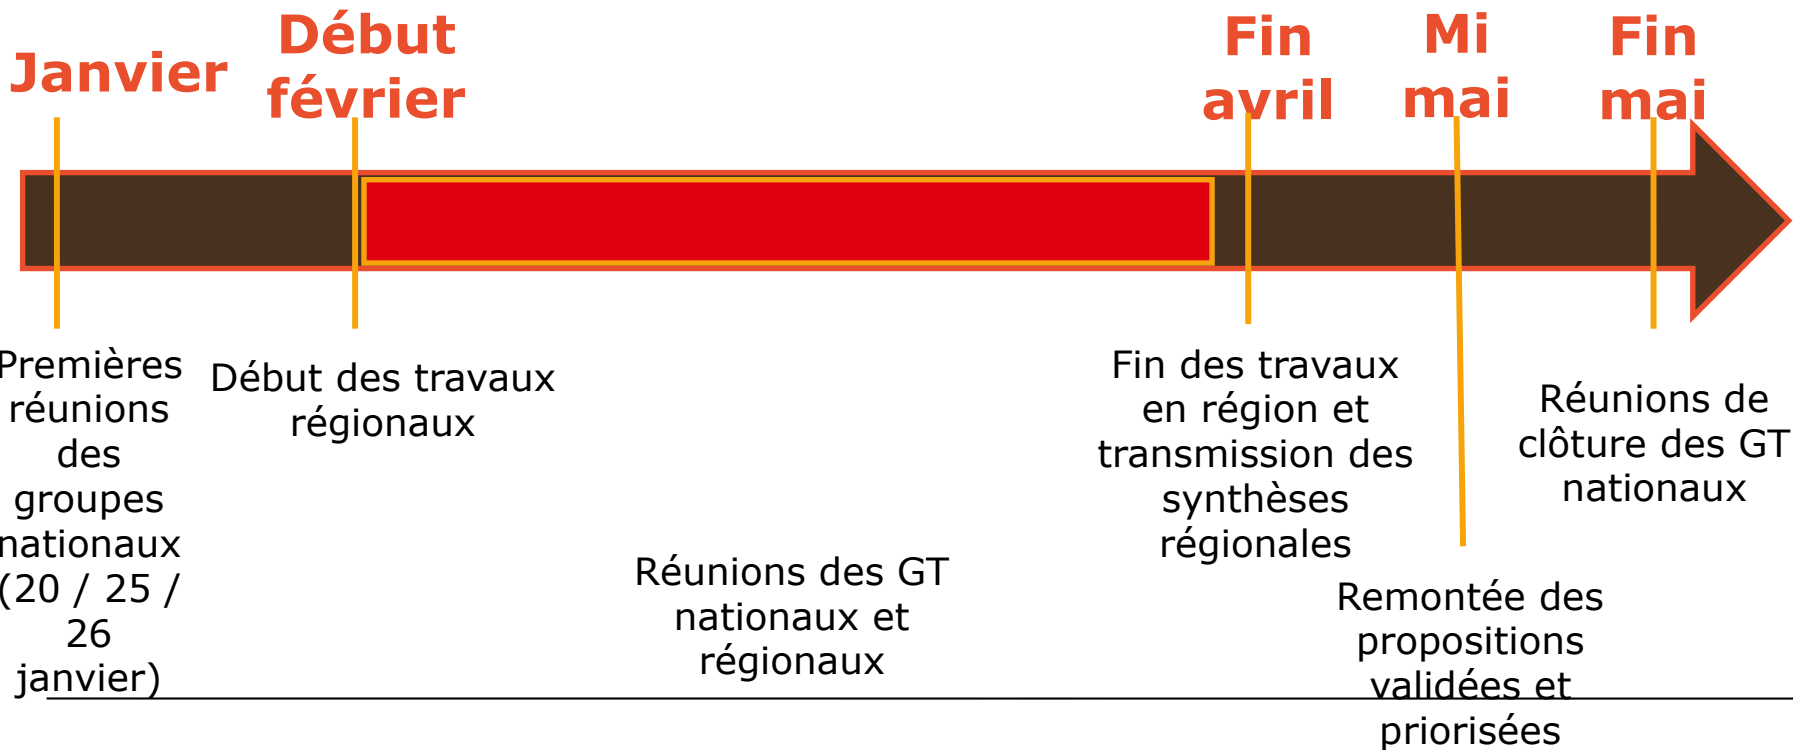 Janvier
Début
février
Fin
avril
Mi
mai
Fin
mai
Premières
réunions
des
groupes
nationaux
(20 / 25 /
26
janvier)
Début des travaux
régionaux
Réunions des GT
nationaux et
régionaux
Fin des travaux
en région et
transmission des
synthèses
régionales
Remontée des
propositions
validées et
priorisées
Réunions de
clôture des GT
nationaux